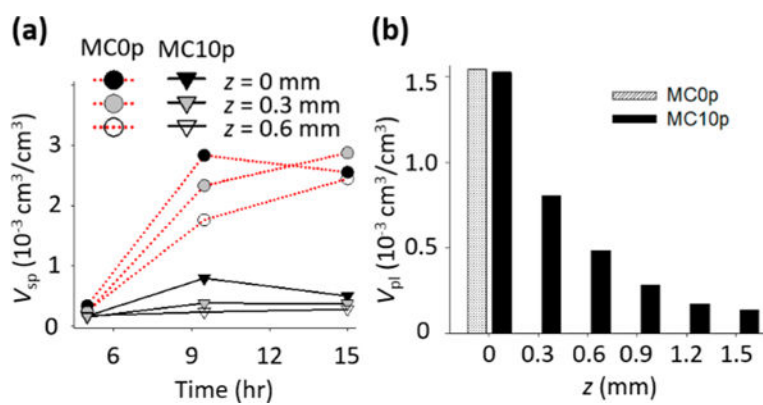 (a)
MC0p MC10p
z = 0 mm
z = 0.3 mm
z = 0.6 mm
3
2
1
0
V_sp (10^-3 cm^3/cm^3)
6 9 12 15
Time (hr)
(b)
MC0p
MC10p
1.5
1.0
0.5
0
V_pl (10^-3 cm^3/cm^3)
0 0.3 0.6 0.9 1.2 1.5
z (mm)